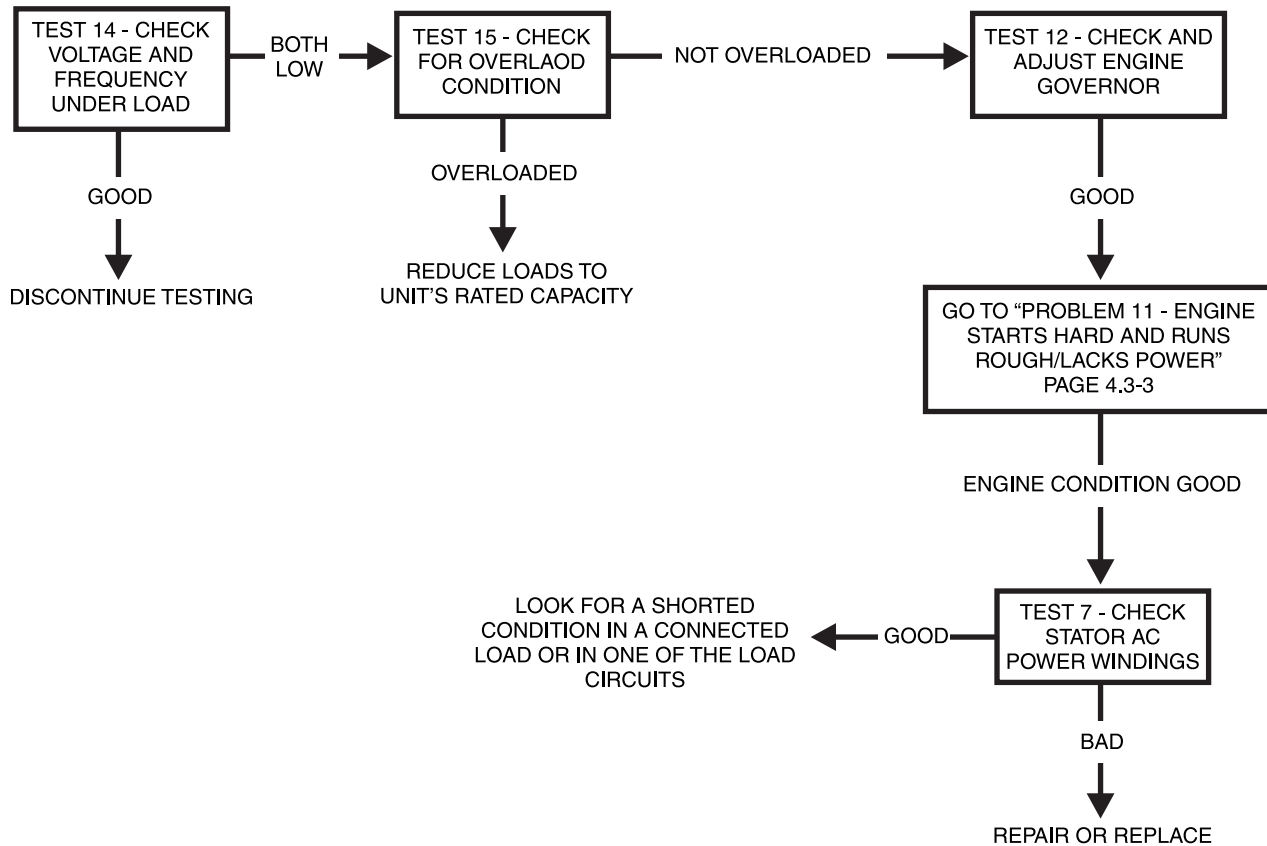 TEST 14 - CHECK
VOLTAGE AND
FREQUENCY
UNDER LOAD
BOTH
LOW
TEST 15 - CHECK
FOR OVERLAOD
CONDITION
NOT OVERLOADED
TEST 12 - CHECK AND
ADJUST ENGINE
GOVERNOR
GOOD
DISCONTINUE TESTING
OVERLOADED
REDUCE LOADS TO
UNIT'S RATED CAPACITY
GOOD
GO TO “PROBLEM 11 - ENGINE
STARTS HARD AND RUNS
ROUGH/LACKS POWER”
PAGE 4.3-3
ENGINE CONDITION GOOD
TEST 7 - CHECK
STATOR AC
POWER WINDINGS
GOOD
LOOK FOR A SHORTED
CONDITION IN A CONNECTED
LOAD OR IN ONE OF THE LOAD
CIRCUITS
BAD
REPAIR OR REPLACE